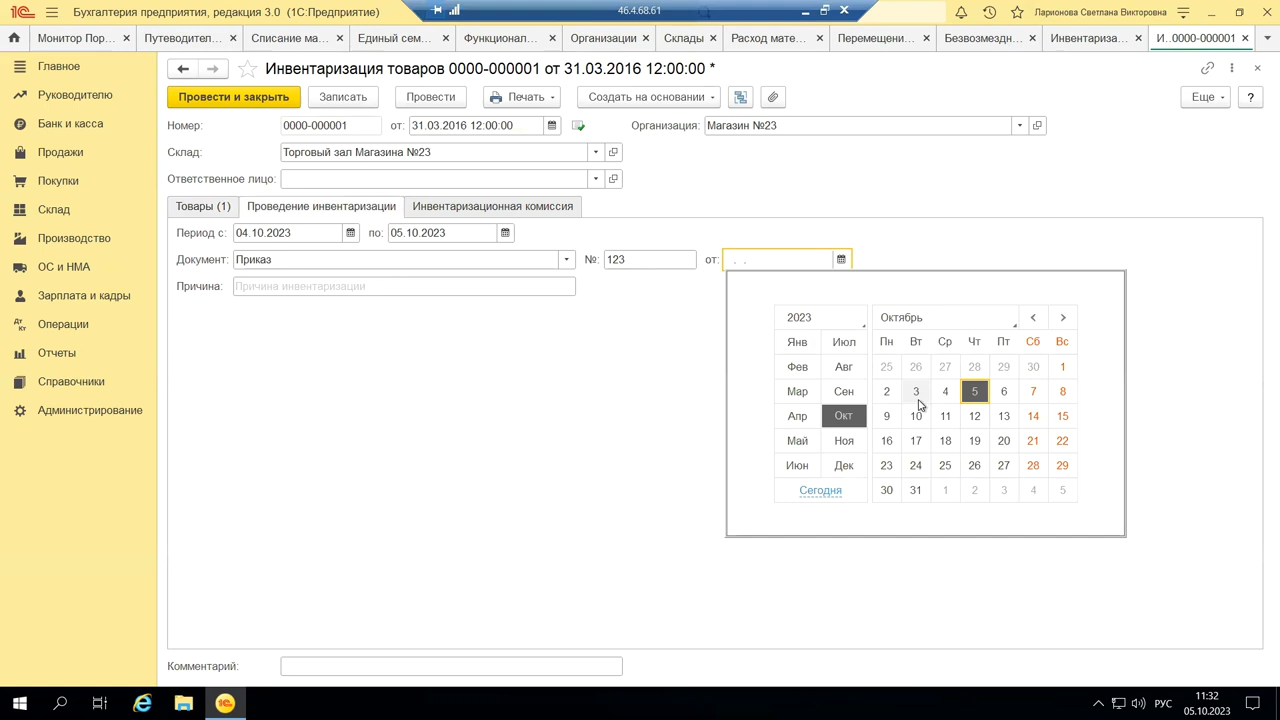 Бухгалтерия предприятия, редакция 3.0 (1С:Предприятие)
46.4.68.61
Ларионова Светлана Викторовна
Монитор Пор...
Путеводител...
Списание ма...
Единый сем...
Функционал...
Организации
Склады
Расход мате...
Перемещени...
Безвозмездн...
Инвентариза...
И..0000-000001
Главное
Руководителю
Банк и касса
Продажи
Покупки
Склад
Производство
ОС и НМА
Зарплата и кадры
Операции
Отчеты
Справочники
Администрирование
Инвентаризация товаров 0000-000001 от 31.03.2016 12:00:00 *
Провести и закрыть
Записать
Провести
Печать
Создать на основании
Еще
?
Номер: 0000-000001 от: 31.03.2016 12:00:00 Организация: Магазин №23
Склад: Торговый зал Магазина №23
Ответственное лицо:
Товары (1)
Проведение инвентаризации
Инвентаризационная комиссия
Период с: 04.10.2023 по: 05.10.2023
Документ: Приказ №: 123 от: . .
Причина: Причина инвентаризации
2023 Октябрь
Янв Июл Пн Вт Ср Чт Пт Сб Вс
Фев Авг 25 26 27 28 29 30 1
Мар Сен 2 3 4 5 6 7 8
Апр Окт 9 10 11 12 13 14 15
Май Ноя 16 17 18 19 20 21 22
Июн Дек 23 24 25 26 27 28 29
Сегодня 30 31 1 2 3 4 5
Комментарий:
РУС
11:32
05.10.2023